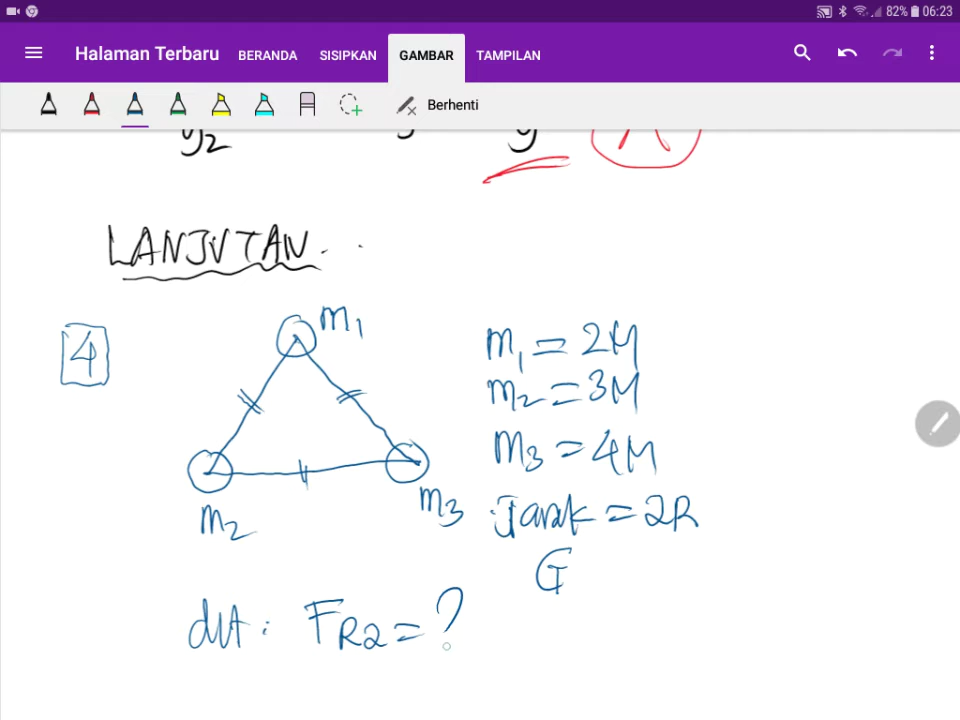 82% 06:23
Halaman Terbaru BERANDA SISIPKAN GAMBAR TAMPILAN
Berhenti
y2 y
LANJUTAN..
4
m1
m2
m3
m1 = 2M
m2 = 3M
m3 = 4M
Jarak = 2R
G
dit : FR2 = ?